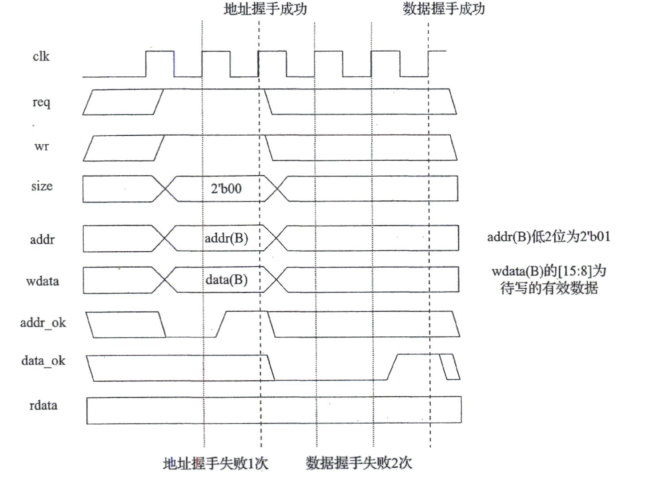 地址握手成功 数据握手成功
clk
req
wr
size 2'b00
addr addr(B) addr(B)低2位为2'b01
wdata data(B) wdata(B)的[15:8]为
待写的有效数据
addr_ok
data_ok
rdata
地址握手失败1次 数据握手失败2次